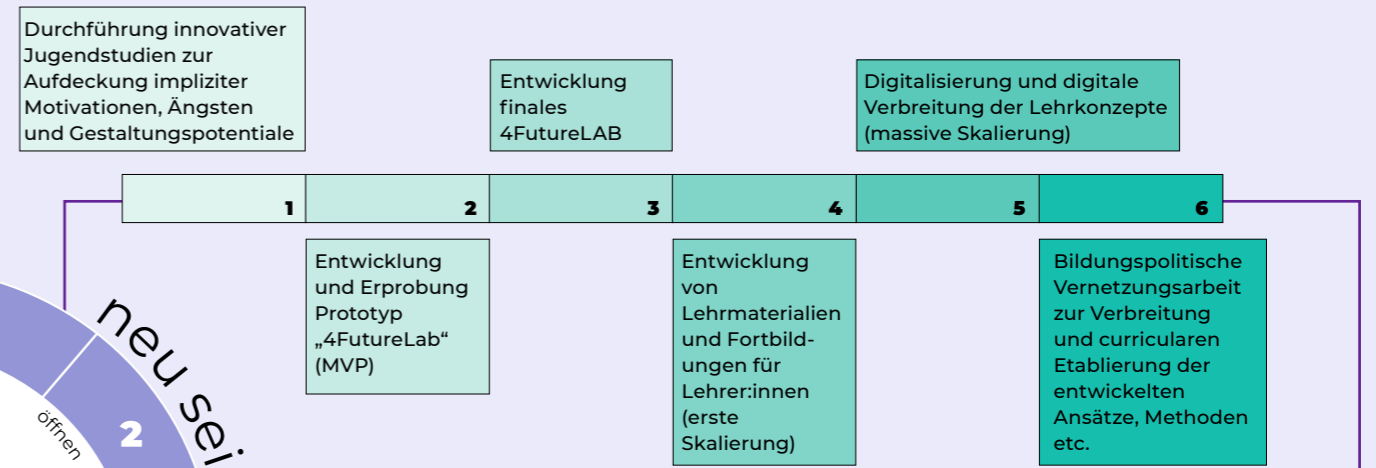 Durchführung innovativer
Jugendstudien zur
Aufdeckung impliziter
Motivationen, Ängsten
und Gestaltungspotentiale
Entwicklung
finales
4FutureLAB
Digitalisierung und digitale
Verbreitung der Lehrkonzepte
(massive Skalierung)
1
2
3
4
5
6
Entwicklung
und Erprobung
Prototyp
„4FutureLab“
(MVP)
Entwicklung
von
Lehrmaterialien
und Fortbild-
ungen für
Lehrer:innen
(erste
Skalierung)
Bildungspolitische
Vernetzungsarbeit
zur Verbreitung
und curricularen
Etablierung der
entwickelten
Ansätze, Methoden
etc.
neu sei
öffnen
2